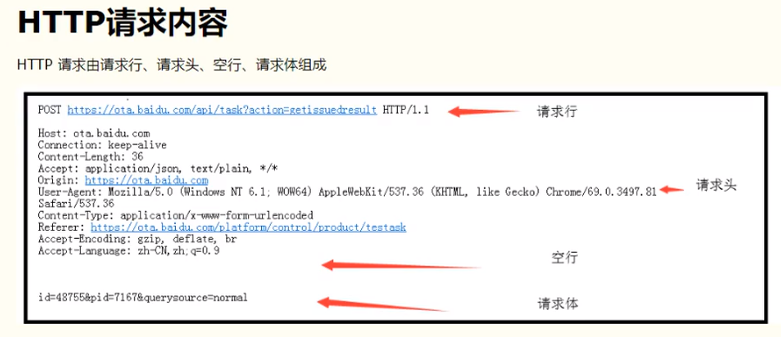 HTTP请求内容
HTTP 请求由请求行、请求头、空行、请求体组成
POST https://ota.baidu.com/api/task?action=getissuedresult HTTP/1.1
请求行
Host: ota.baidu.com
Connection: keep-alive
Content-Length: 36
Accept: application/json, text/plain, */*
Origin: https://ota.baidu.com
User-Agent: Mozilla/5.0 (Windows NT 6.1; WOW64) AppleWebKit/537.36 (KHTML, like Gecko) Chrome/69.0.3497.81
请求头
Safari/537.36
Content-Type: application/x-www-form-urlencoded
Referer: https://ota.baidu.com/platform/control/product/testask
Accept-Encoding: gzip, deflate, br
Accept-Language: zh-CN,zh;q=0.9
空行
id=48755&pid=7167&querysource=normal
请求体